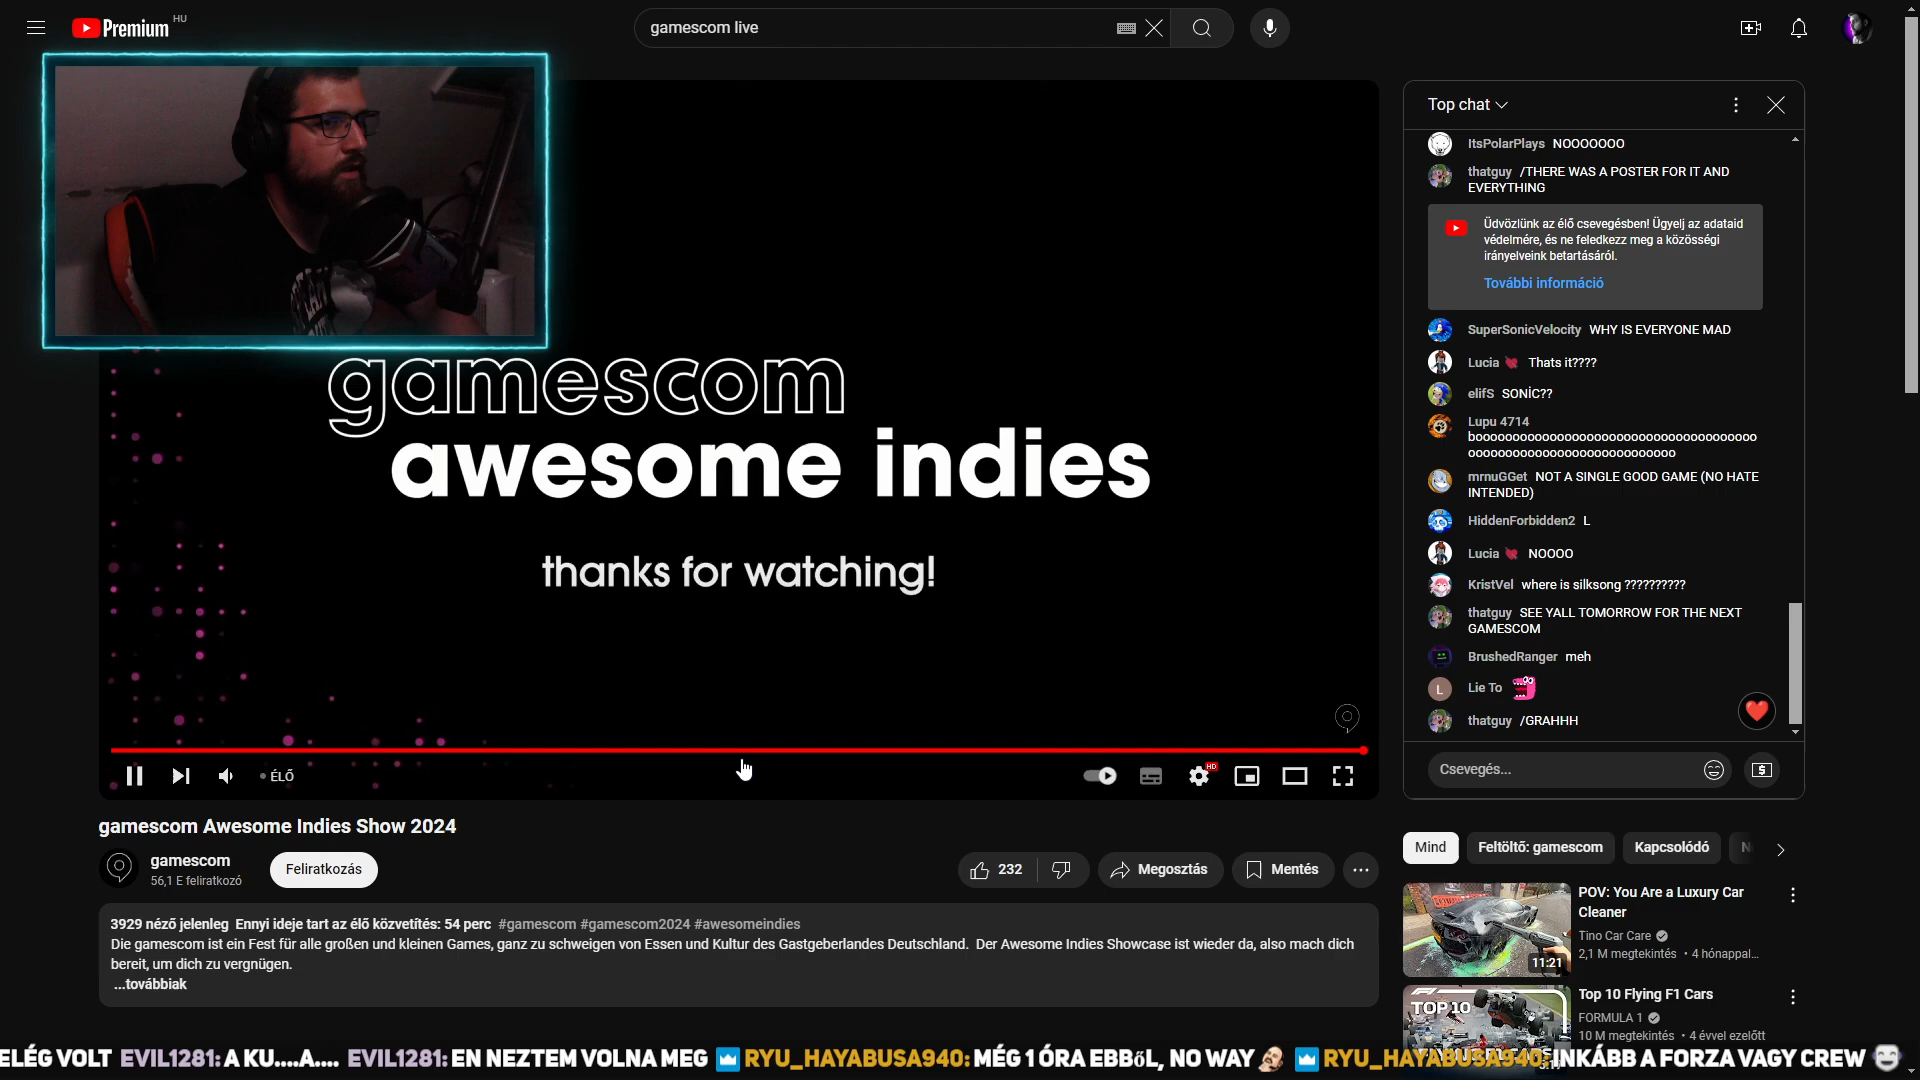 Premium HU
gamescom live
gamescom
awesome indies
thanks for watching!
ÉLŐ
HD
gamescom Awesome Indies Show 2024
gamescom
56,1 E feliratkozó
Feliratkozás
232
Megosztás
Mentés
3929 néző jelenleg Ennyi ideje tart az élő közvetítés: 54 perc #gamescom #gamescom2024 #awesomeindies
Die gamescom ist ein Fest für alle großen und kleinen Games, ganz zu schweigen von Essen und Kultur des Gastgeberlandes Deutschland. Der Awesome Indies Showcase ist wieder da, also mach dich
bereit, um dich zu vergnügen.
...továbbiak
Top chat
ItsPolarPlays NOOOOOOO
thatguy /THERE WAS A POSTER FOR IT AND
EVERYTHING
Üdvözlünk az élő csevegésben! Ügyelj az adataid
védelmére, és ne feledkezz meg a közösségi
irányelveink betartásáról.
További információ
SuperSonicVelocity WHY IS EVERYONE MAD
Lucia Thats it????
elifS SONİC??
Lupu 4714
booooooooooooooooooooooooooooooooooooo
oooooooooooooooooooooooooooo
mrnuGGet NOT A SINGLE GOOD GAME (NO HATE
INTENDED)
HiddenForbidden2 L
Lucia NOOOO
KristVel where is silksong ??????????
thatguy SEE YALL TOMORROW FOR THE NEXT
GAMESCOM
BrushedRanger meh
L Lie To
thatguy /GRAHHH
Csevegés...
Mind
Feltöltő: gamescom
Kapcsolódó
POV: You Are a Luxury Car
Cleaner
Tino Car Care
2,1 M megtekintés • 4 hónappal...
11:21
TOP 10
Top 10 Flying F1 Cars
FORMULA 1
10 M megtekintés • 4 évvel ezelőtt
ELÉG VOLT EVIL1281: A KU....A.... EVIL1281: EN NEZTEM VOLNA MEG RYU_HAYABUSA940: MÉG 1 ÓRA EBBőL, NO WAY RYU_HAYABUSA940: INKÁBB A FORZA VAGY CREW